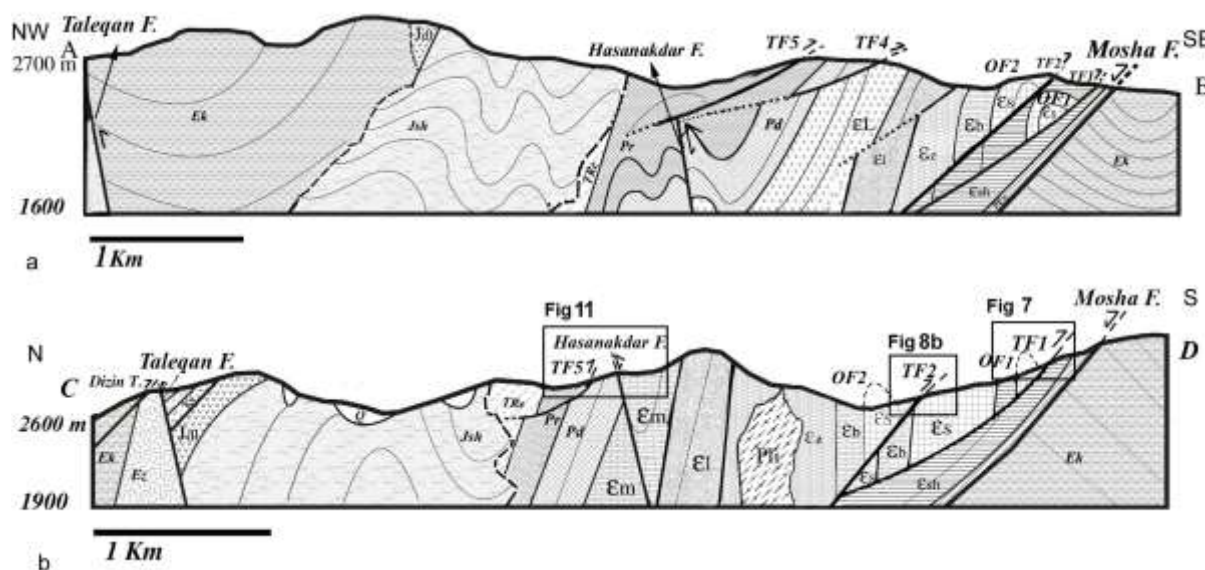 NW
Taleqan F.
SE
A
2700 m
Hasanakdar F.
TF5
TF4
OF2
TF2
TF1
Mosha F.
OF1
Ek
Jsh
TRe
Pr
Pd
ЄL
Єl
Єz
Єb
Єs
Єs
Єsh
Ek
1600
1 Km
a
Fig 11
Fig 7
Mosha F.
S
N
Hasanakdar F.
Fig 8b
TF1
D
C
Dizin T.
Taleqan F.
TF5
OF2
TF2
OF1
2600 m
Q
Jsh
TRe
Pr
Pd
Єm
Єm
Єl
Єz
Єb
Єs
Єb
Єs
Єs
Єsh
Ek
Ek
Ez
1900
1 Km
b